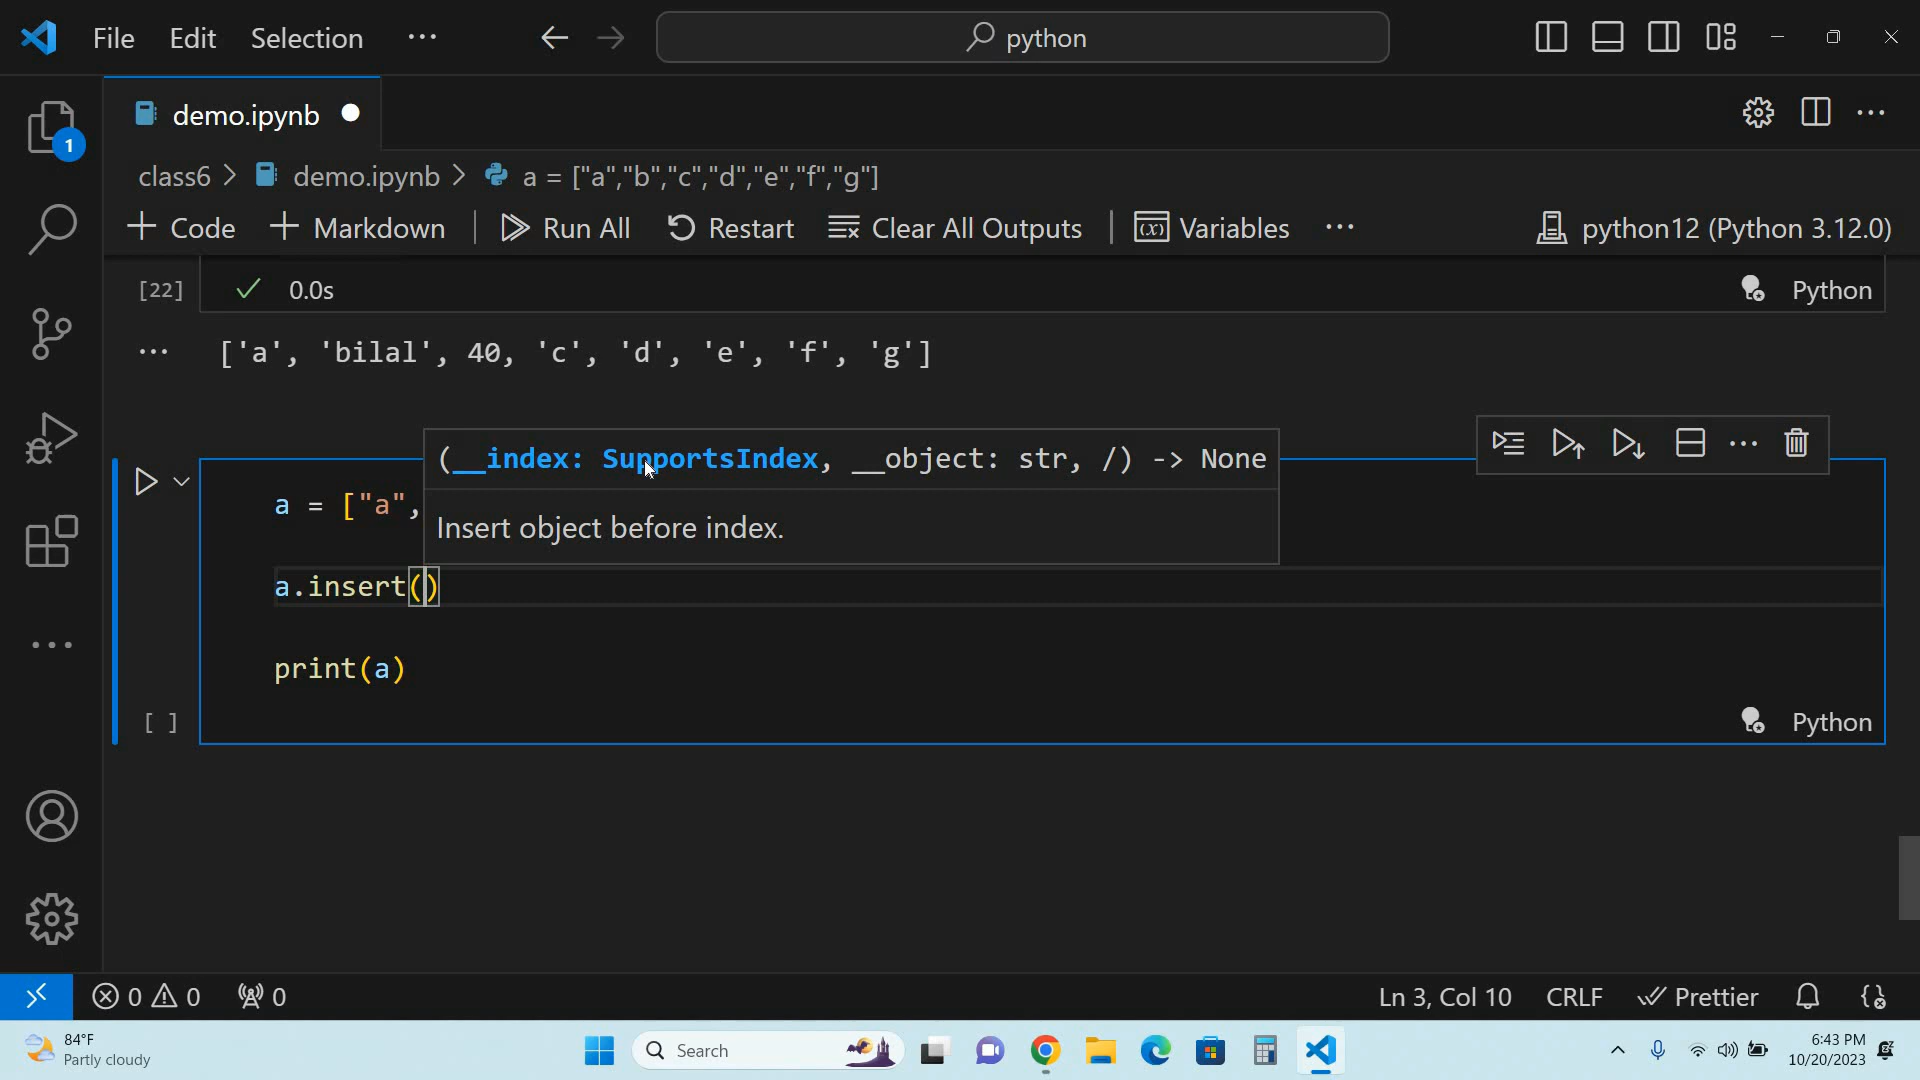 File Edit Selection ··· python
demo.ipynb
1
class6 > demo.ipynb > a = ["a","b","c","d","e","f","g"]
+ Code + Markdown | Run All Restart Clear All Outputs | Variables ··· python12 (Python 3.12.0)
[22] 0.0s Python
··· ['a', 'bilal', 40, 'c', 'd', 'e', 'f', 'g']
(__index: SupportsIndex, __object: str, /) -> None
a = ["a",
Insert object before index.
a.insert()
print(a)
[ ] Python
0 0 0 Ln 3, Col 10 CRLF Prettier
84°F
Partly cloudy
Search
6:43 PM
10/20/2023